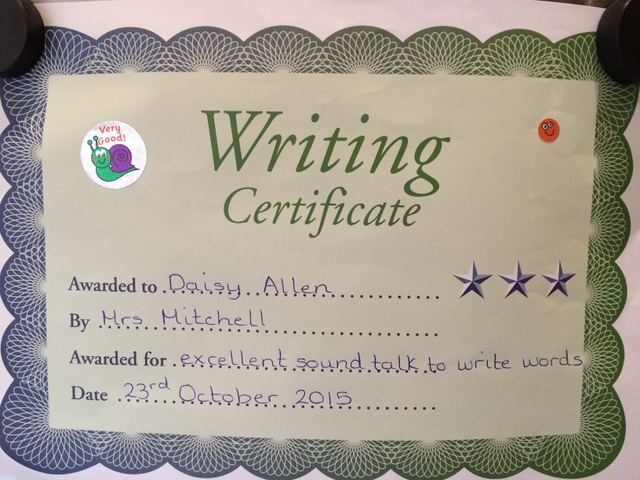 Very
Good!
Writing
Certificate
Awarded to Daisy Allen
By Mrs Mitchell
Awarded for excellent sound talk to write words
Date 23rd October 2015